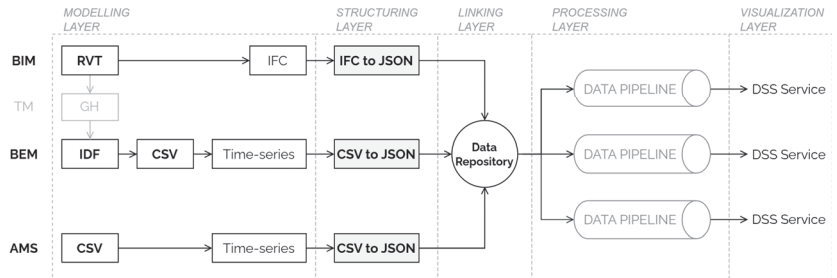 MODELLING
LAYER
STRUCTURING
LAYER
LINKING
LAYER
PROCESSING
LAYER
VISUALIZATION
LAYER
BIM
RVT
IFC
IFC to JSON
DATA PIPELINE
DSS Service
TM
GH
BEM
IDF
CSV
Time-series
CSV to JSON
Data
Repository
DATA PIPELINE
DSS Service
DATA PIPELINE
DSS Service
AMS
CSV
Time-series
CSV to JSON